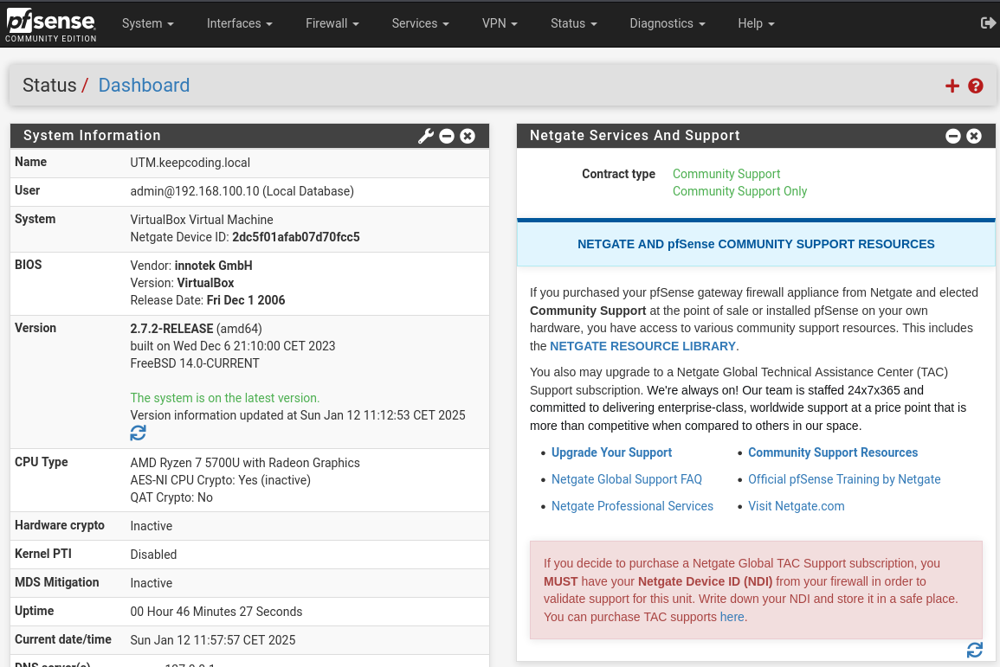 pfsense
COMMUNITY EDITION
System
Interfaces
Firewall
Services
VPN
Status
Diagnostics
Help
Status / Dashboard
System Information
Name UTM.keepcoding.local
User admin@192.168.100.10 (Local Database)
System VirtualBox Virtual Machine
Netgate Device ID: 2dc5f01afab07d70fcc5
BIOS Vendor: innotek GmbH
Version: VirtualBox
Release Date: Fri Dec 1 2006
Version 2.7.2-RELEASE (amd64)
built on Wed Dec 6 21:10:00 CET 2023
FreeBSD 14.0-CURRENT
The system is on the latest version.
Version information updated at Sun Jan 12 11:12:53 CET 2025
CPU Type AMD Ryzen 7 5700U with Radeon Graphics
AES-NI CPU Crypto: Yes (inactive)
QAT Crypto: No
Hardware crypto Inactive
Kernel PTI Disabled
MDS Mitigation Inactive
Uptime 00 Hour 46 Minutes 27 Seconds
Current date/time Sun Jan 12 11:57:57 CET 2025
DNS server(s)
Netgate Services And Support
Contract type Community Support
Community Support Only
NETGATE AND pfSense COMMUNITY SUPPORT RESOURCES
If you purchased your pfSense gateway firewall appliance from Netgate and elected
Community Support at the point of sale or installed pfSense on your own
hardware, you have access to various community support resources. This includes
the NETGATE RESOURCE LIBRARY.
You also may upgrade to a Netgate Global Technical Assistance Center (TAC)
Support subscription. We're always on! Our team is staffed 24x7x365 and
committed to delivering enterprise-class, worldwide support at a price point that is
more than competitive when compared to others in our space.
• Upgrade Your Support
• Community Support Resources
• Netgate Global Support FAQ
• Official pfSense Training by Netgate
• Netgate Professional Services
• Visit Netgate.com
If you decide to purchase a Netgate Global TAC Support subscription, you
MUST have your Netgate Device ID (NDI) from your firewall in order to
validate support for this unit. Write down your NDI and store it in a safe place.
You can purchase TAC supports here.